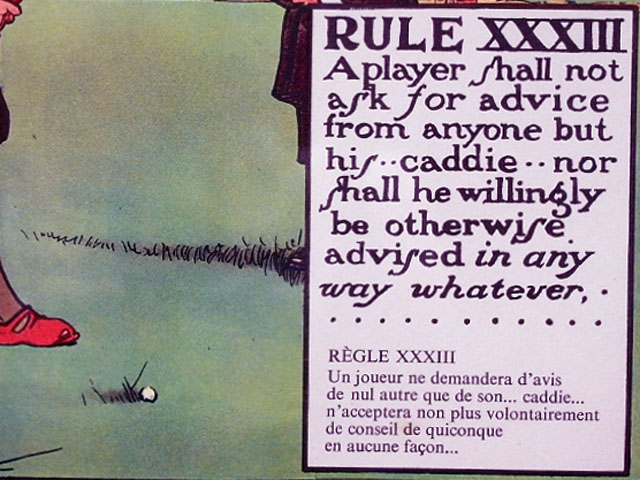 RULE XXXIII
A player shall not
ask for advice
from anyone but
his··caddie··nor
shall he willingly
be otherwise
advised in any
way whatever, ·
· · · · · · · · · · ·
RÈGLE XXXIII
Un joueur ne demandera d'avis
de nul autre que de son... caddie...
n'acceptera non plus volontairement
de conseil de quiconque
en aucune façon...